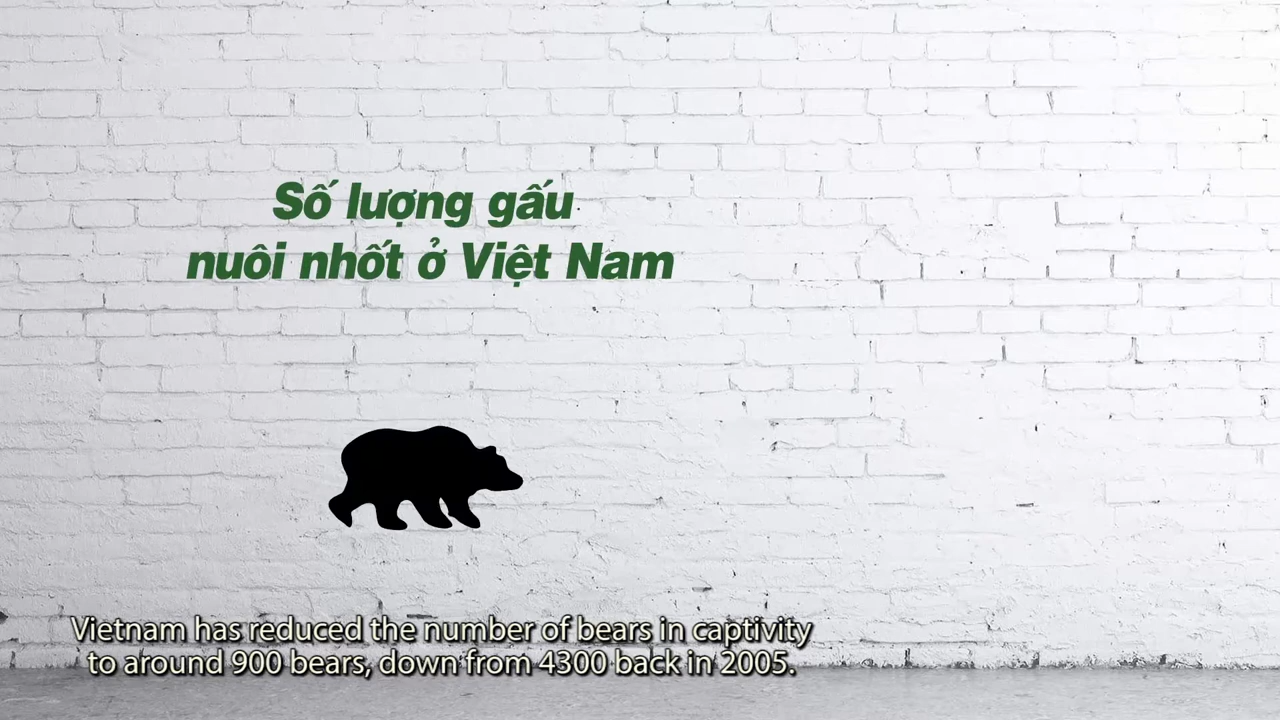 Số lượng gấu
nuôi nhốt ở Việt Nam
Vietnam has reduced the number of bears in captivity
to around 900 bears, down from 4300 back in 2005.